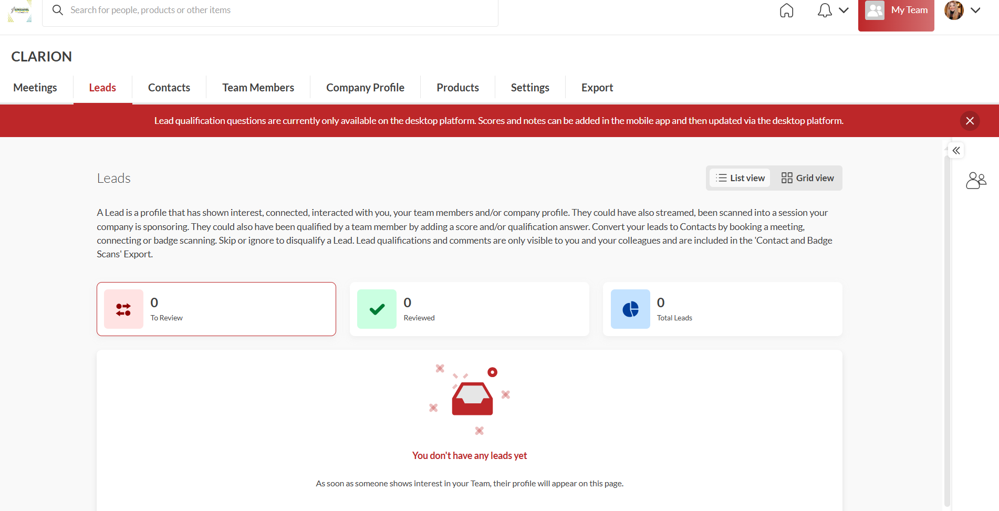 Search for people, products or other items
My Team
CLARION
Meetings
Leads
Contacts
Team Members
Company Profile
Products
Settings
Export
Lead qualification questions are currently only available on the desktop platform. Scores and notes can be added in the mobile app and then updated via the desktop platform.
Leads
List view
Grid view
A Lead is a profile that has shown interest, connected, interacted with you, your team members and/or company profile. They could have also streamed, been scanned into a session your
company is sponsoring. They could also have been qualified by a team member by adding a score and/or qualification answer. Convert your leads to Contacts by booking a meeting,
connecting or badge scanning. Skip or ignore to disqualify a Lead. Lead qualifications and comments are only visible to you and your colleagues and are included in the 'Contact and Badge
Scans' Export.
0
To Review
0
Reviewed
0
Total Leads
You don't have any leads yet
As soon as someone shows interest in your Team, their profile will appear on this page.